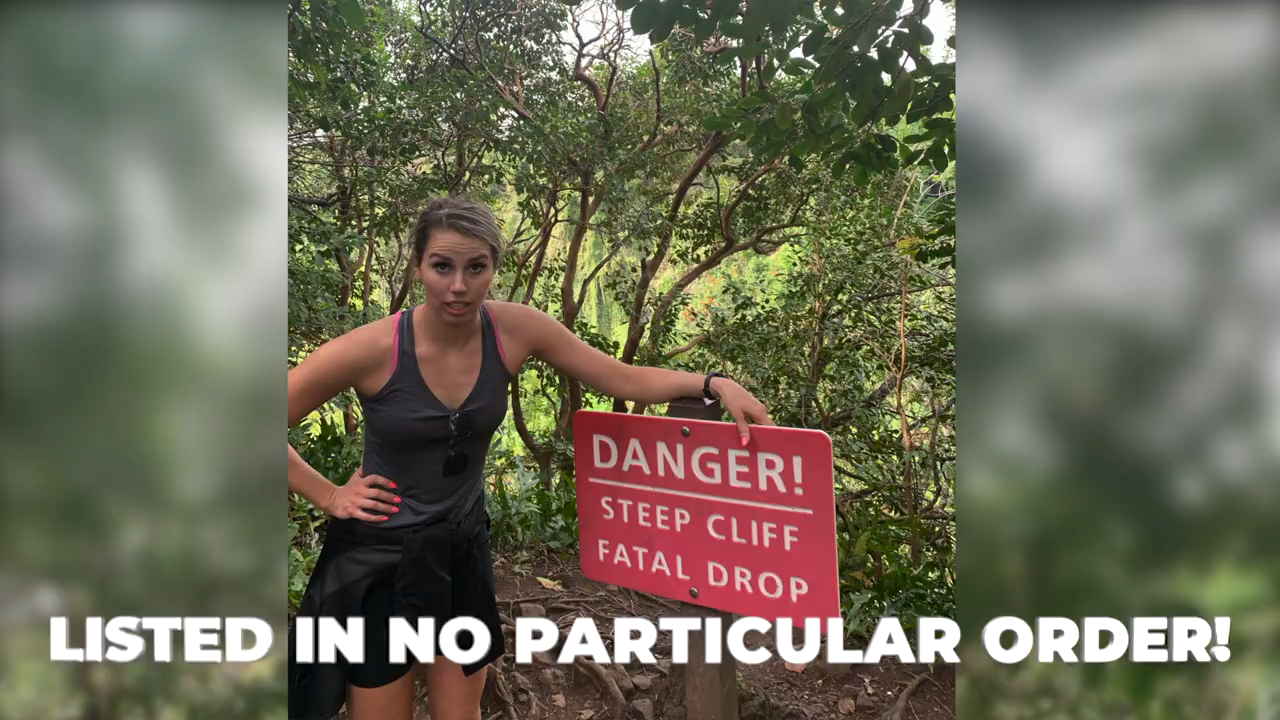 DANGER!
STEEP CLIFF
FATAL DROP
LISTED IN NO PARTICULAR ORDER!